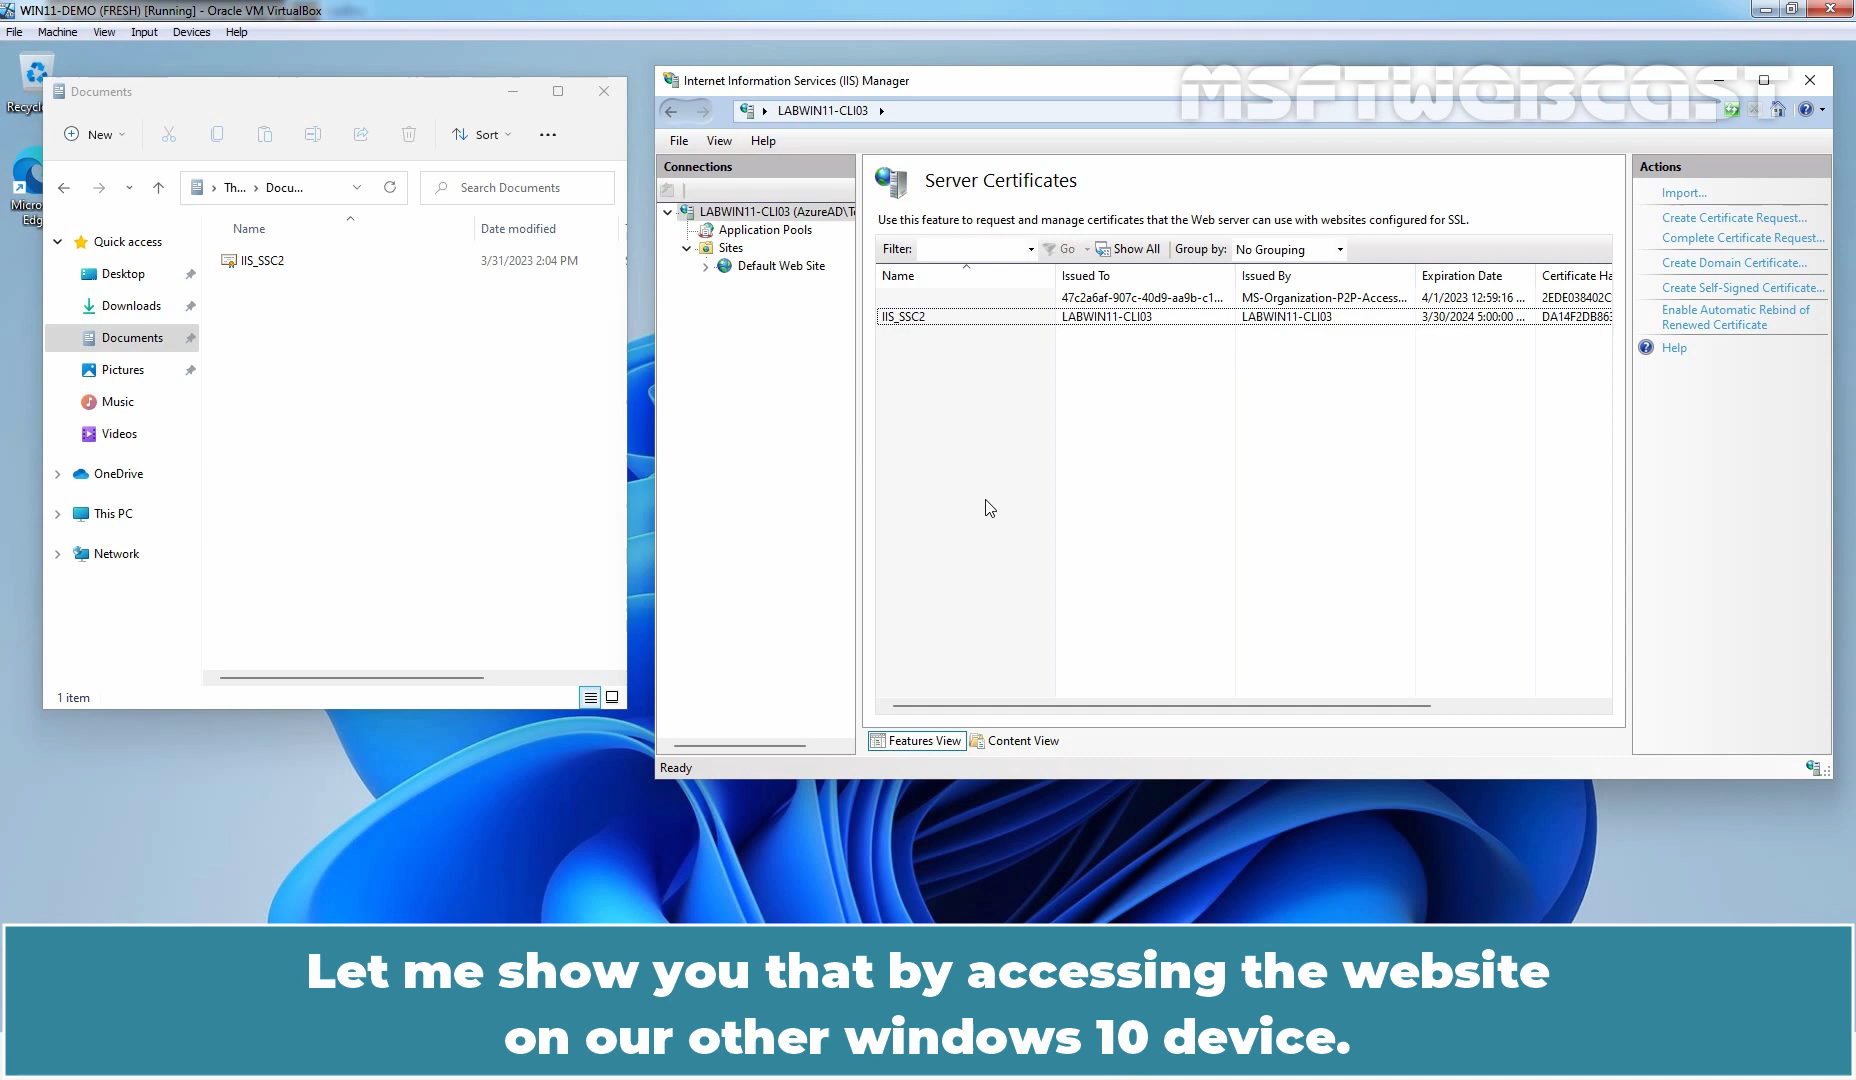 WIN11-DEMO (FRESH) [Running] - Oracle VM VirtualBox
File Machine View Input Devices Help
Recycl
Micro
Edg
Documents
New Sort
Th... Docu... Search Documents
Name Date modified
Quick access
Desktop
Downloads
Documents
Pictures
Music
Videos
OneDrive
This PC
Network
IIS_SSC2 3/31/2023 2:04 PM
1 item
Internet Information Services (IIS) Manager
MSFTWEBCAST
LABWIN11-CLI03
File View Help
Connections
LABWIN11-CLI03 (AzureAD\Te
Application Pools
Sites
Default Web Site
Server Certificates
Use this feature to request and manage certificates that the Web server can use with websites configured for SSL.
Filter: Go Show All Group by: No Grouping
Name Issued To Issued By Expiration Date Certificate Ha
47c2a6af-907c-40d9-aa9b-c1... MS-Organization-P2P-Access... 4/1/2023 12:59:16 ... 2EDE038402C
IIS_SSC2 LABWIN11-CLI03 LABWIN11-CLI03 3/30/2024 5:00:00 ... DA14F2DB863
Features View Content View
Ready
Actions
Import...
Create Certificate Request...
Complete Certificate Request...
Create Domain Certificate...
Create Self-Signed Certificate...
Enable Automatic Rebind of
Renewed Certificate
Help
Let me show you that by accessing the website
on our other windows 10 device.